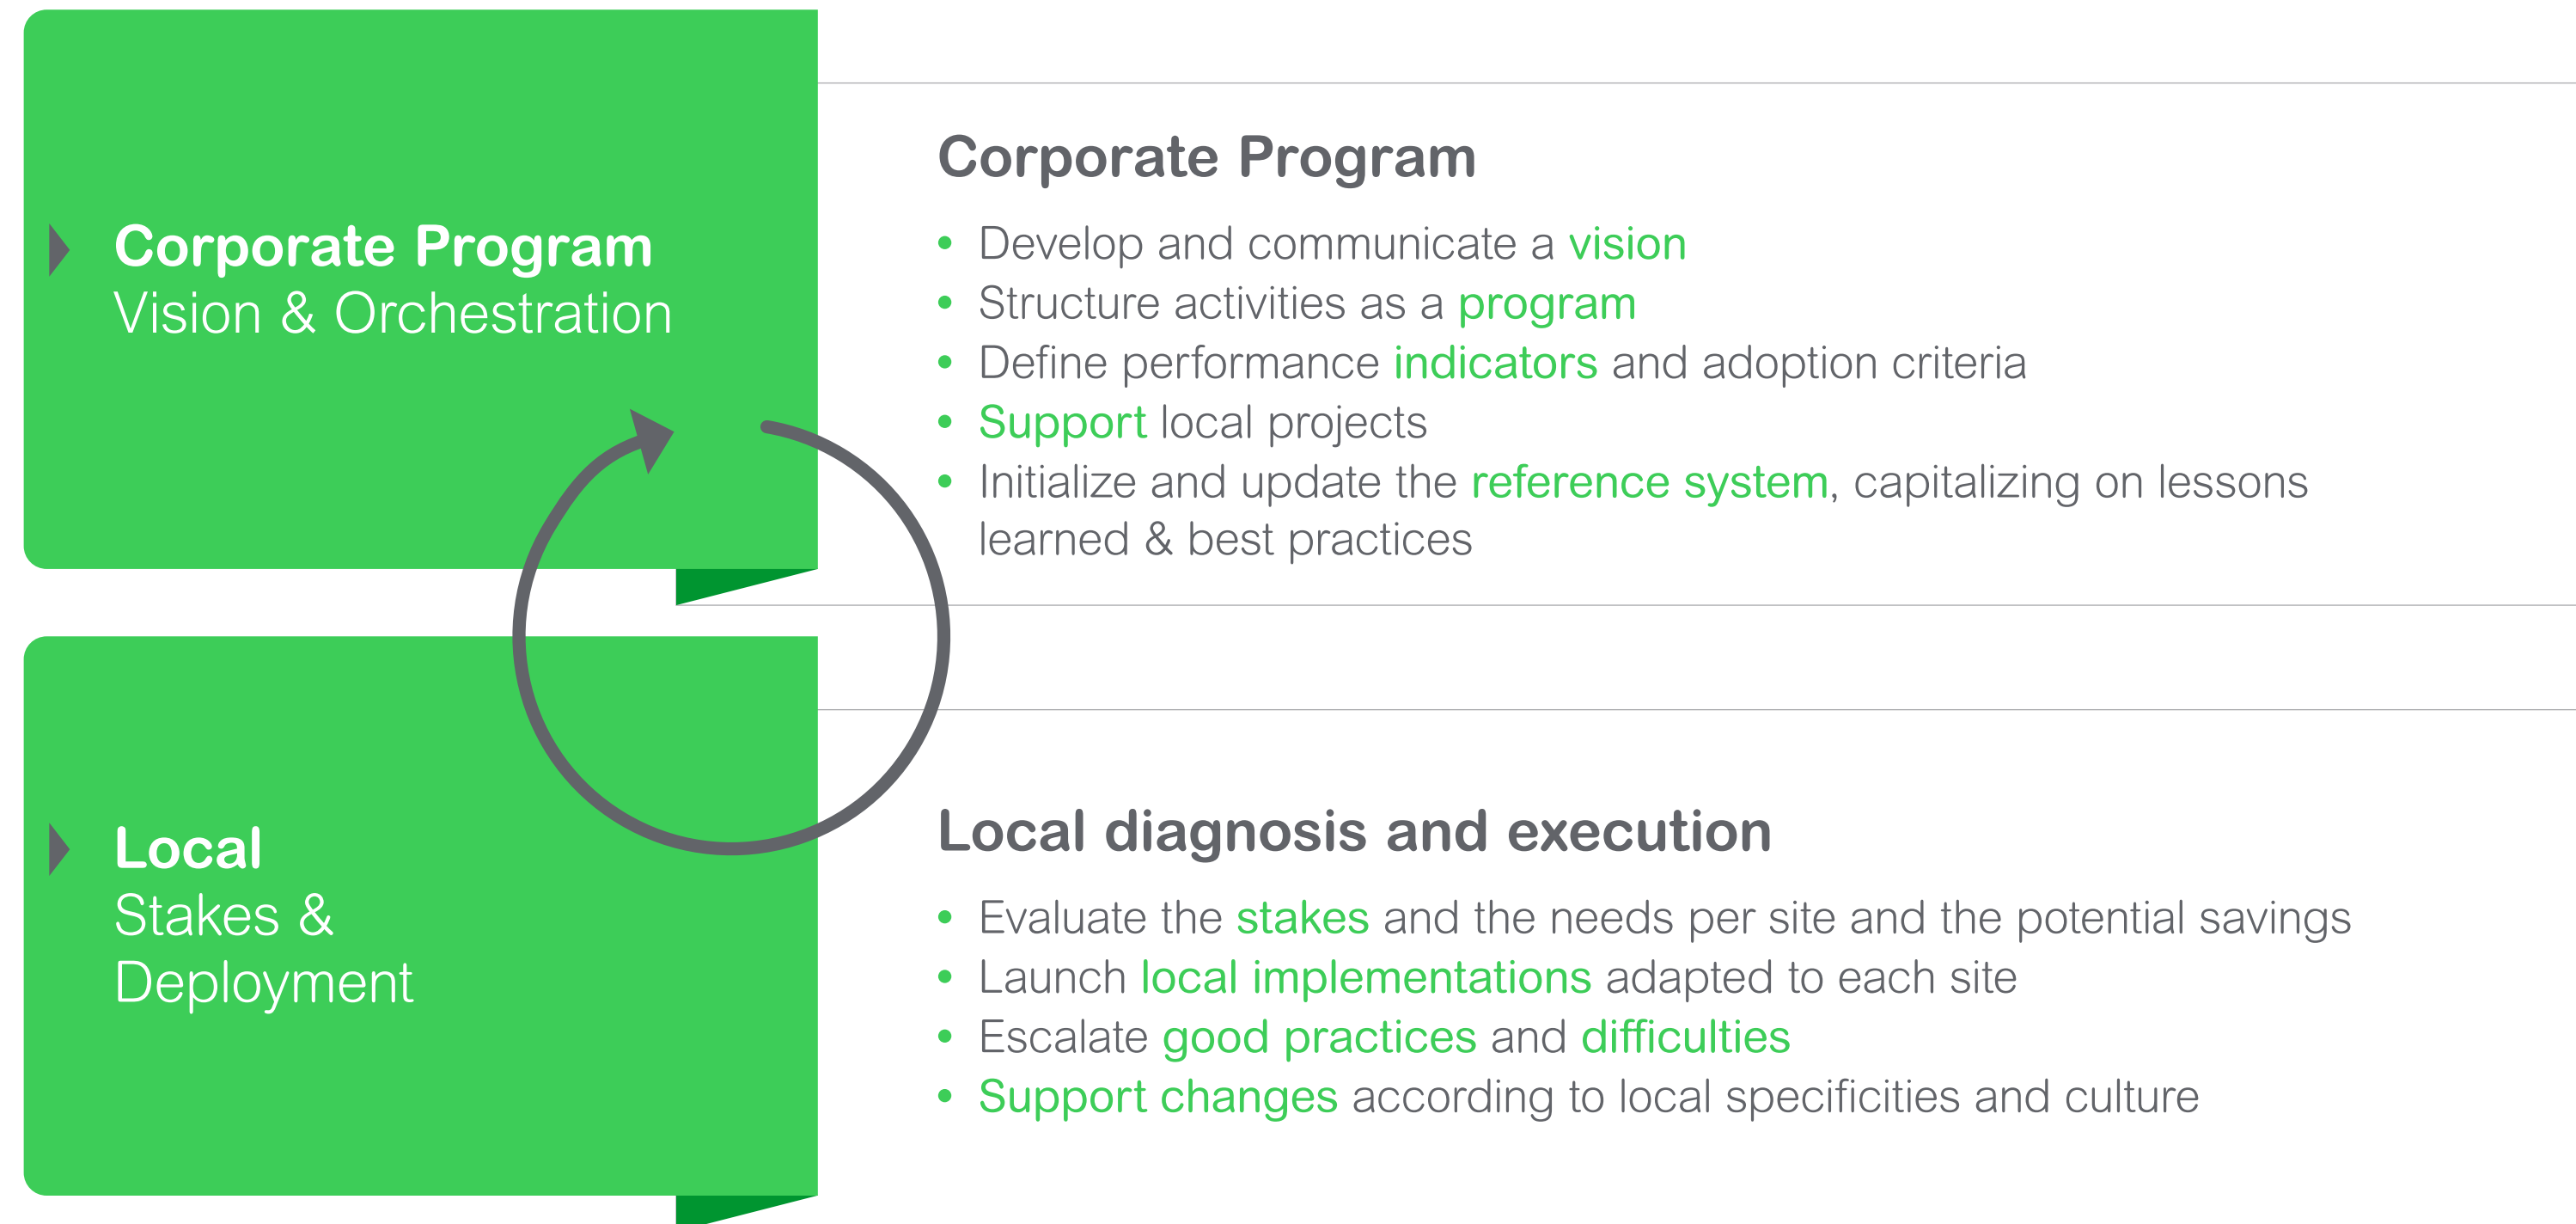 Corporate Program
Vision & Orchestration
Corporate Program
• Develop and communicate a vision
• Structure activities as a program
• Define performance indicators and adoption criteria
• Support local projects
• Initialize and update the reference system, capitalizing on lessons
learned & best practices
Local
Stakes &
Deployment
Local diagnosis and execution
• Evaluate the stakes and the needs per site and the potential savings
• Launch local implementations adapted to each site
• Escalate good practices and difficulties
• Support changes according to local specificities and culture